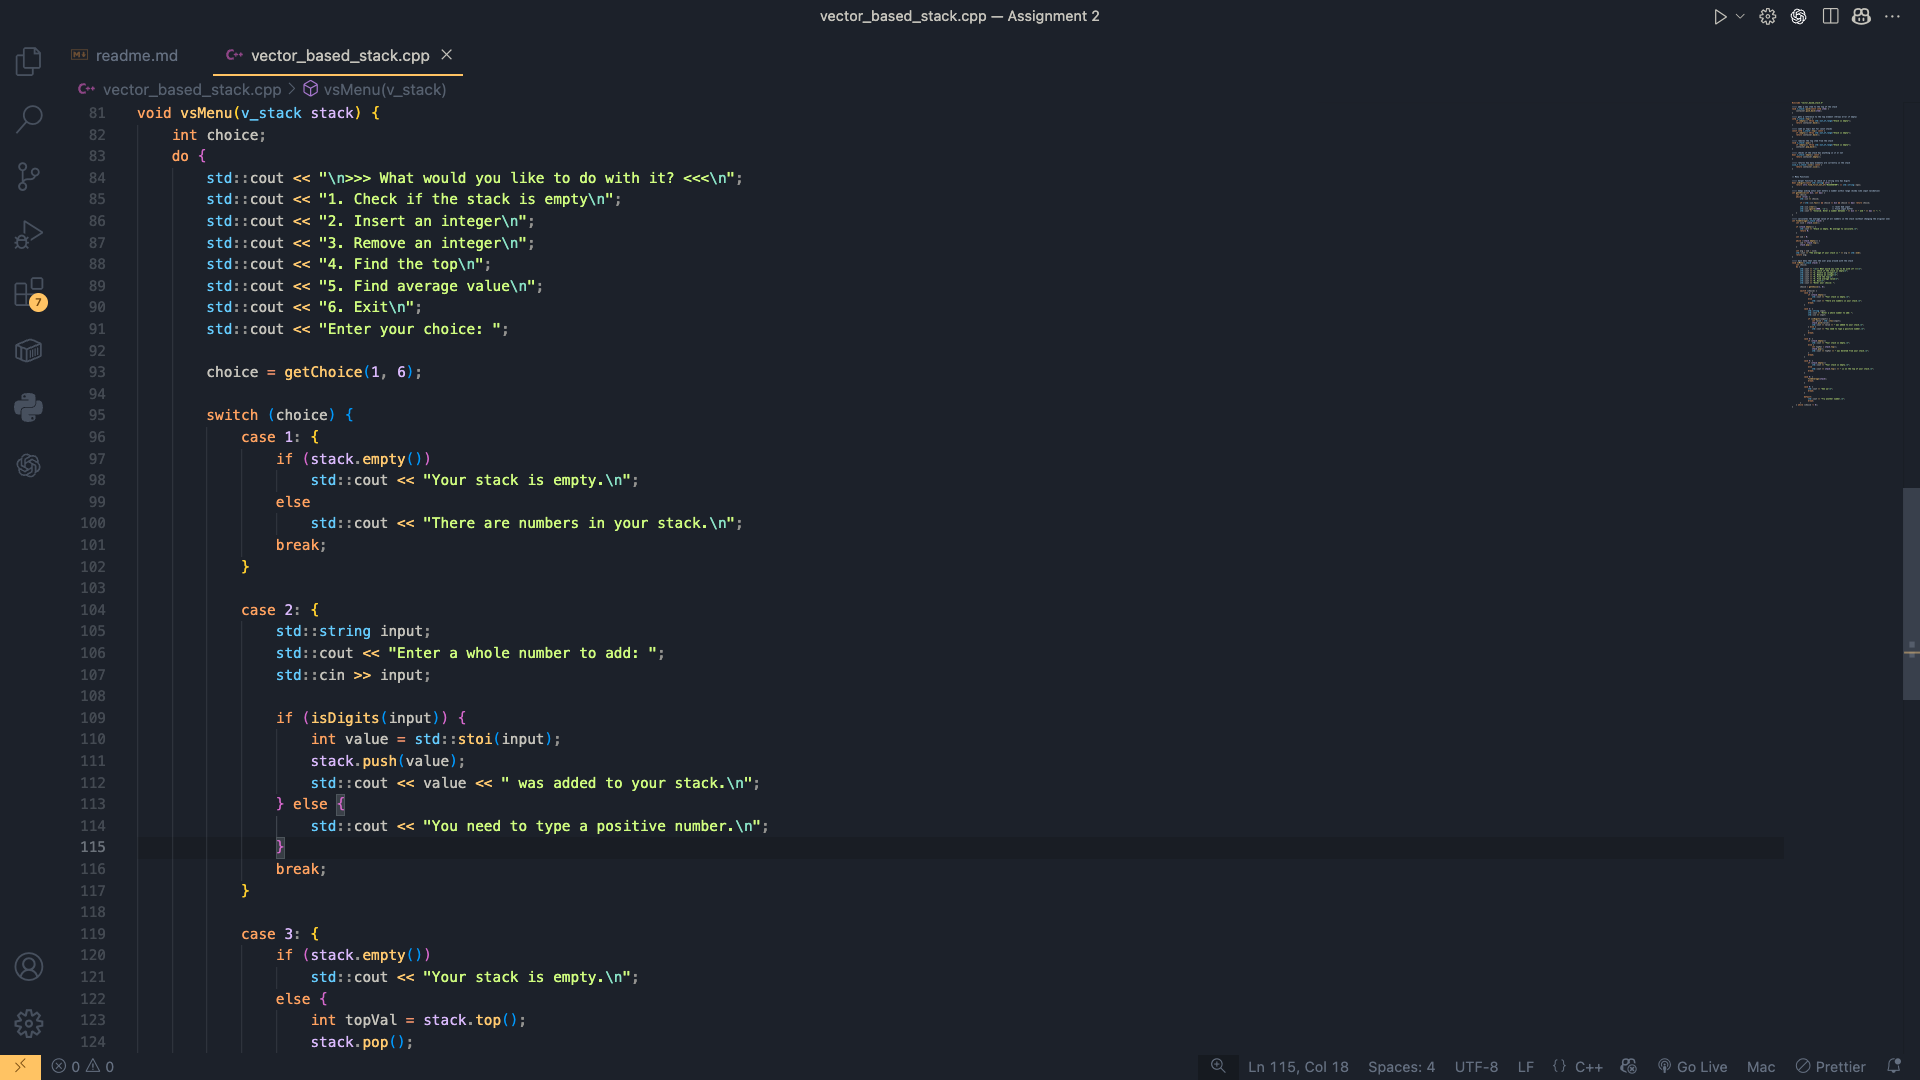 vector_based_stack.cpp — Assignment 2
readme.md
C++ vector_based_stack.cpp
C++ vector_based_stack.cpp > vsMenu(v_stack)
81 void vsMenu(v_stack stack) {
82     int choice;
83     do {
84         std::cout << "\n>>> What would you like to do with it? <<<\n";
85         std::cout << "1. Check if the stack is empty\n";
86         std::cout << "2. Insert an integer\n";
87         std::cout << "3. Remove an integer\n";
88         std::cout << "4. Find the top\n";
89         std::cout << "5. Find average value\n";
90         std::cout << "6. Exit\n";
91         std::cout << "Enter your choice: ";
92
93         choice = getChoice(1, 6);
94
95         switch (choice) {
96             case 1: {
97                 if (stack.empty())
98                     std::cout << "Your stack is empty.\n";
99                 else
100                     std::cout << "There are numbers in your stack.\n";
101                 break;
102             }
103
104             case 2: {
105                 std::string input;
106                 std::cout << "Enter a whole number to add: ";
107                 std::cin >> input;
108
109                 if (isDigits(input)) {
110                     int value = std::stoi(input);
111                     stack.push(value);
112                     std::cout << value << " was added to your stack.\n";
113                 } else {
114                     std::cout << "You need to type a positive number.\n";
115                 }
116                 break;
117             }
118
119             case 3: {
120                 if (stack.empty())
121                     std::cout << "Your stack is empty.\n";
122                 else {
123                     int topVal = stack.top();
124                     stack.pop();
7
0 0
Ln 115, Col 18 Spaces: 4 UTF-8 LF {} C++ Go Live Mac Prettier